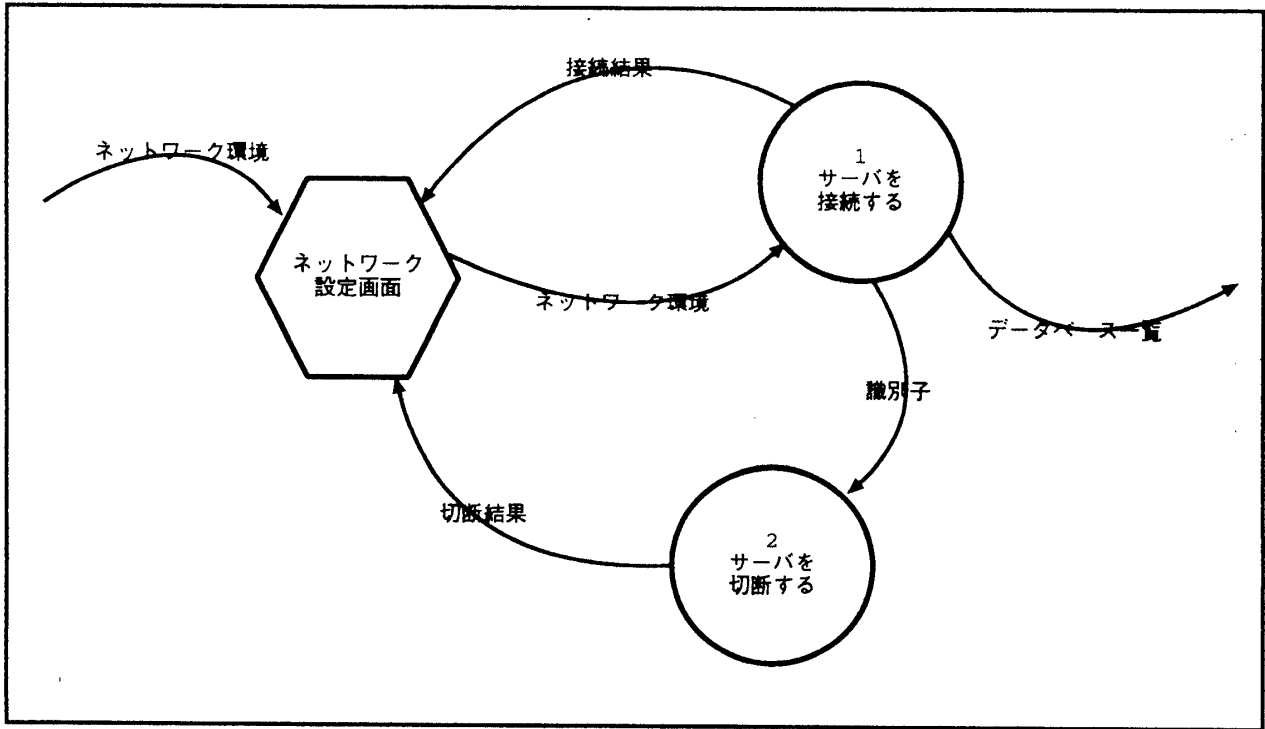 接続結果
ネットワーク環境
1
サーバを
接続する
ネットワーク
設定画面
ネットワーク環境
データベース一覧
識別子
切断結果
2
サーバを
切断する